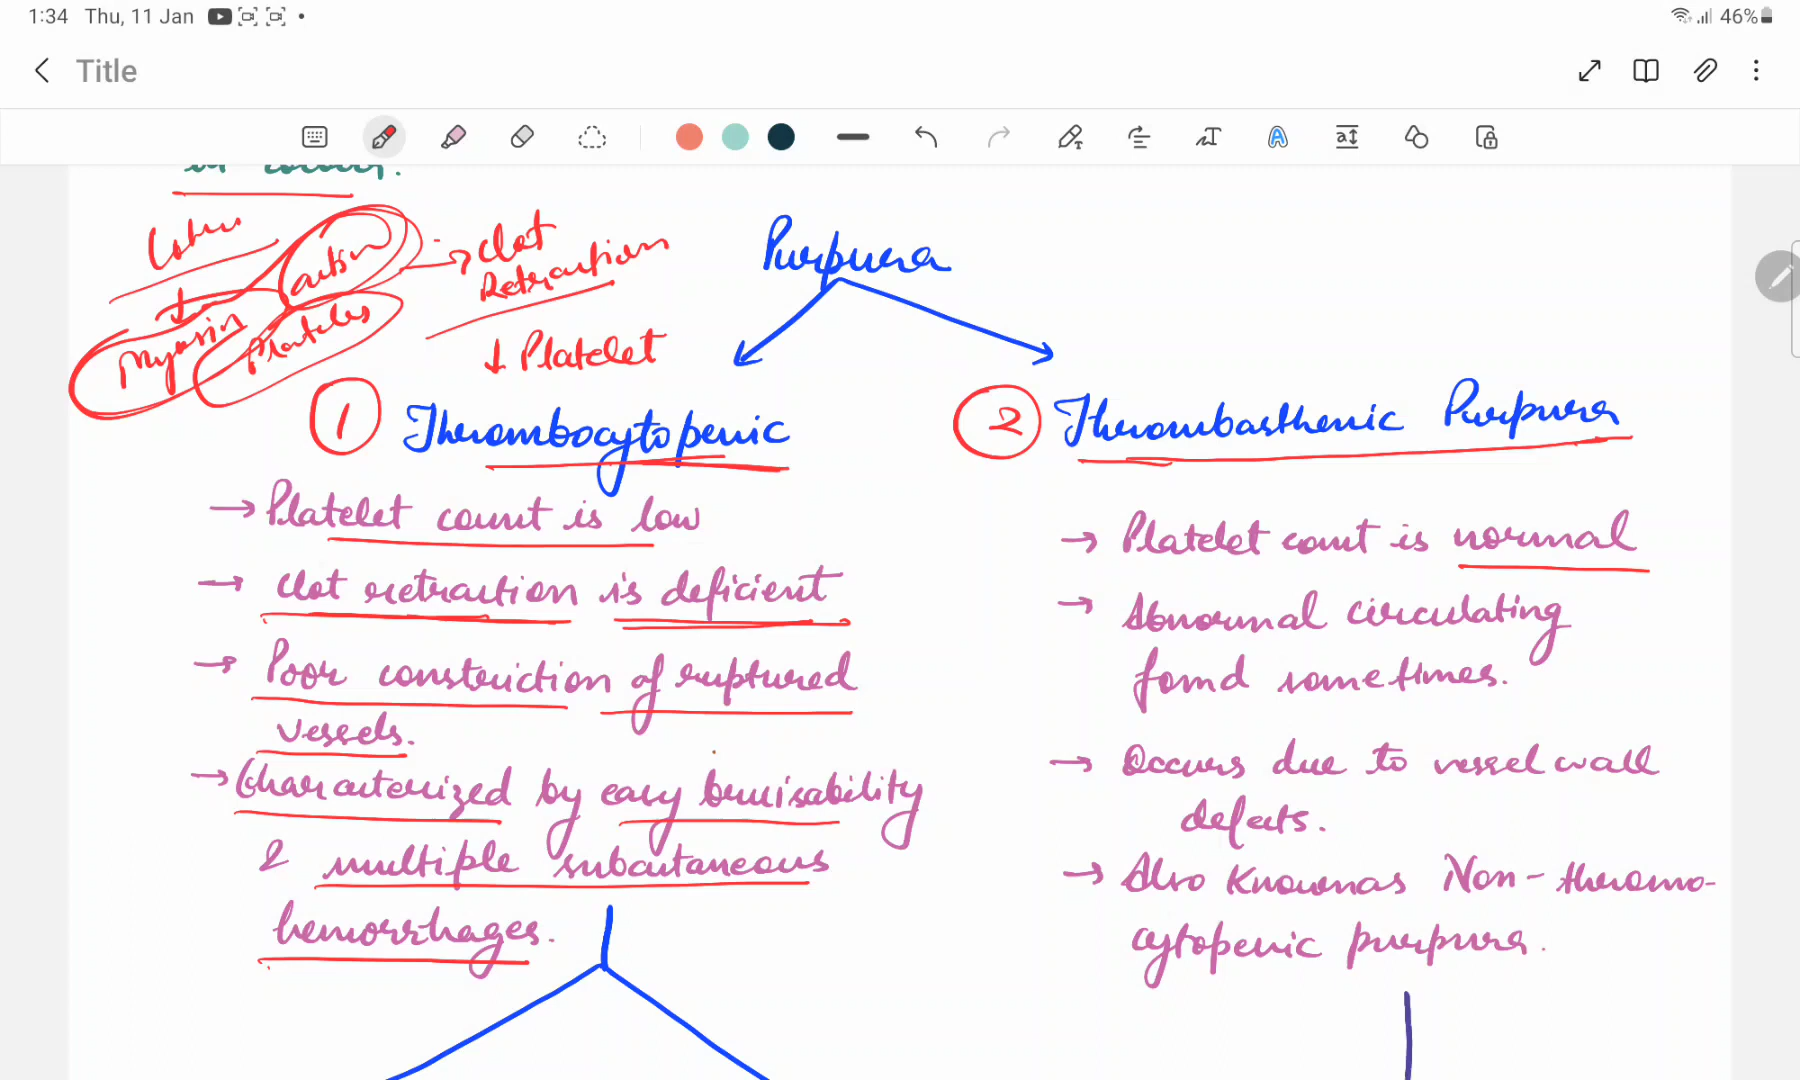 1:34 Thu, 11 Jan
46%
Title
Purpura
actin
Clot
Retraction
Myosin
Platelets
↓ Platelet
1 Thrombocytopenic
→ Platelet count is low
→ Clot retraction is deficient
→ Poor constriction of ruptured
vessels.
→ Characterized by easy bruisability
& multiple subcutaneous
hemorrhages.
2 Thrombasthenic Purpura
→ Platelet count is normal
→ Abnormal circulating
found sometimes.
→ Occurs due to vessel wall
defects.
→ Also known as Non-thromo-
cytopenic purpura.